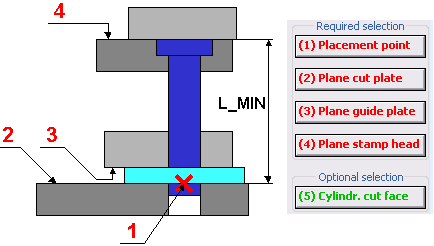 4
L_MIN
2
3
1
Required selection
(1) Placement point
(2) Plane cut plate
(3) Plane guide plate
(4) Plane stamp head
Optional selection
(5) Cylindr. cut face